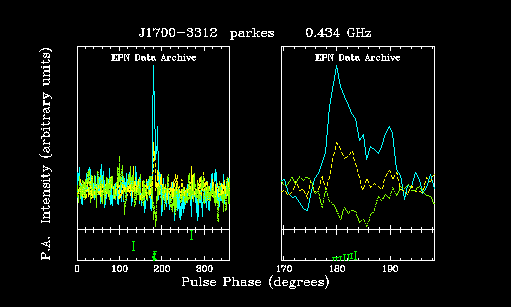 J1700-3312 parkes 0.434 GHz
EPN Data Archive EPN Data Archive
P.A. Intensity (arbitrary units)
0 100 200 300 170 180 190
Pulse Phase (degrees)